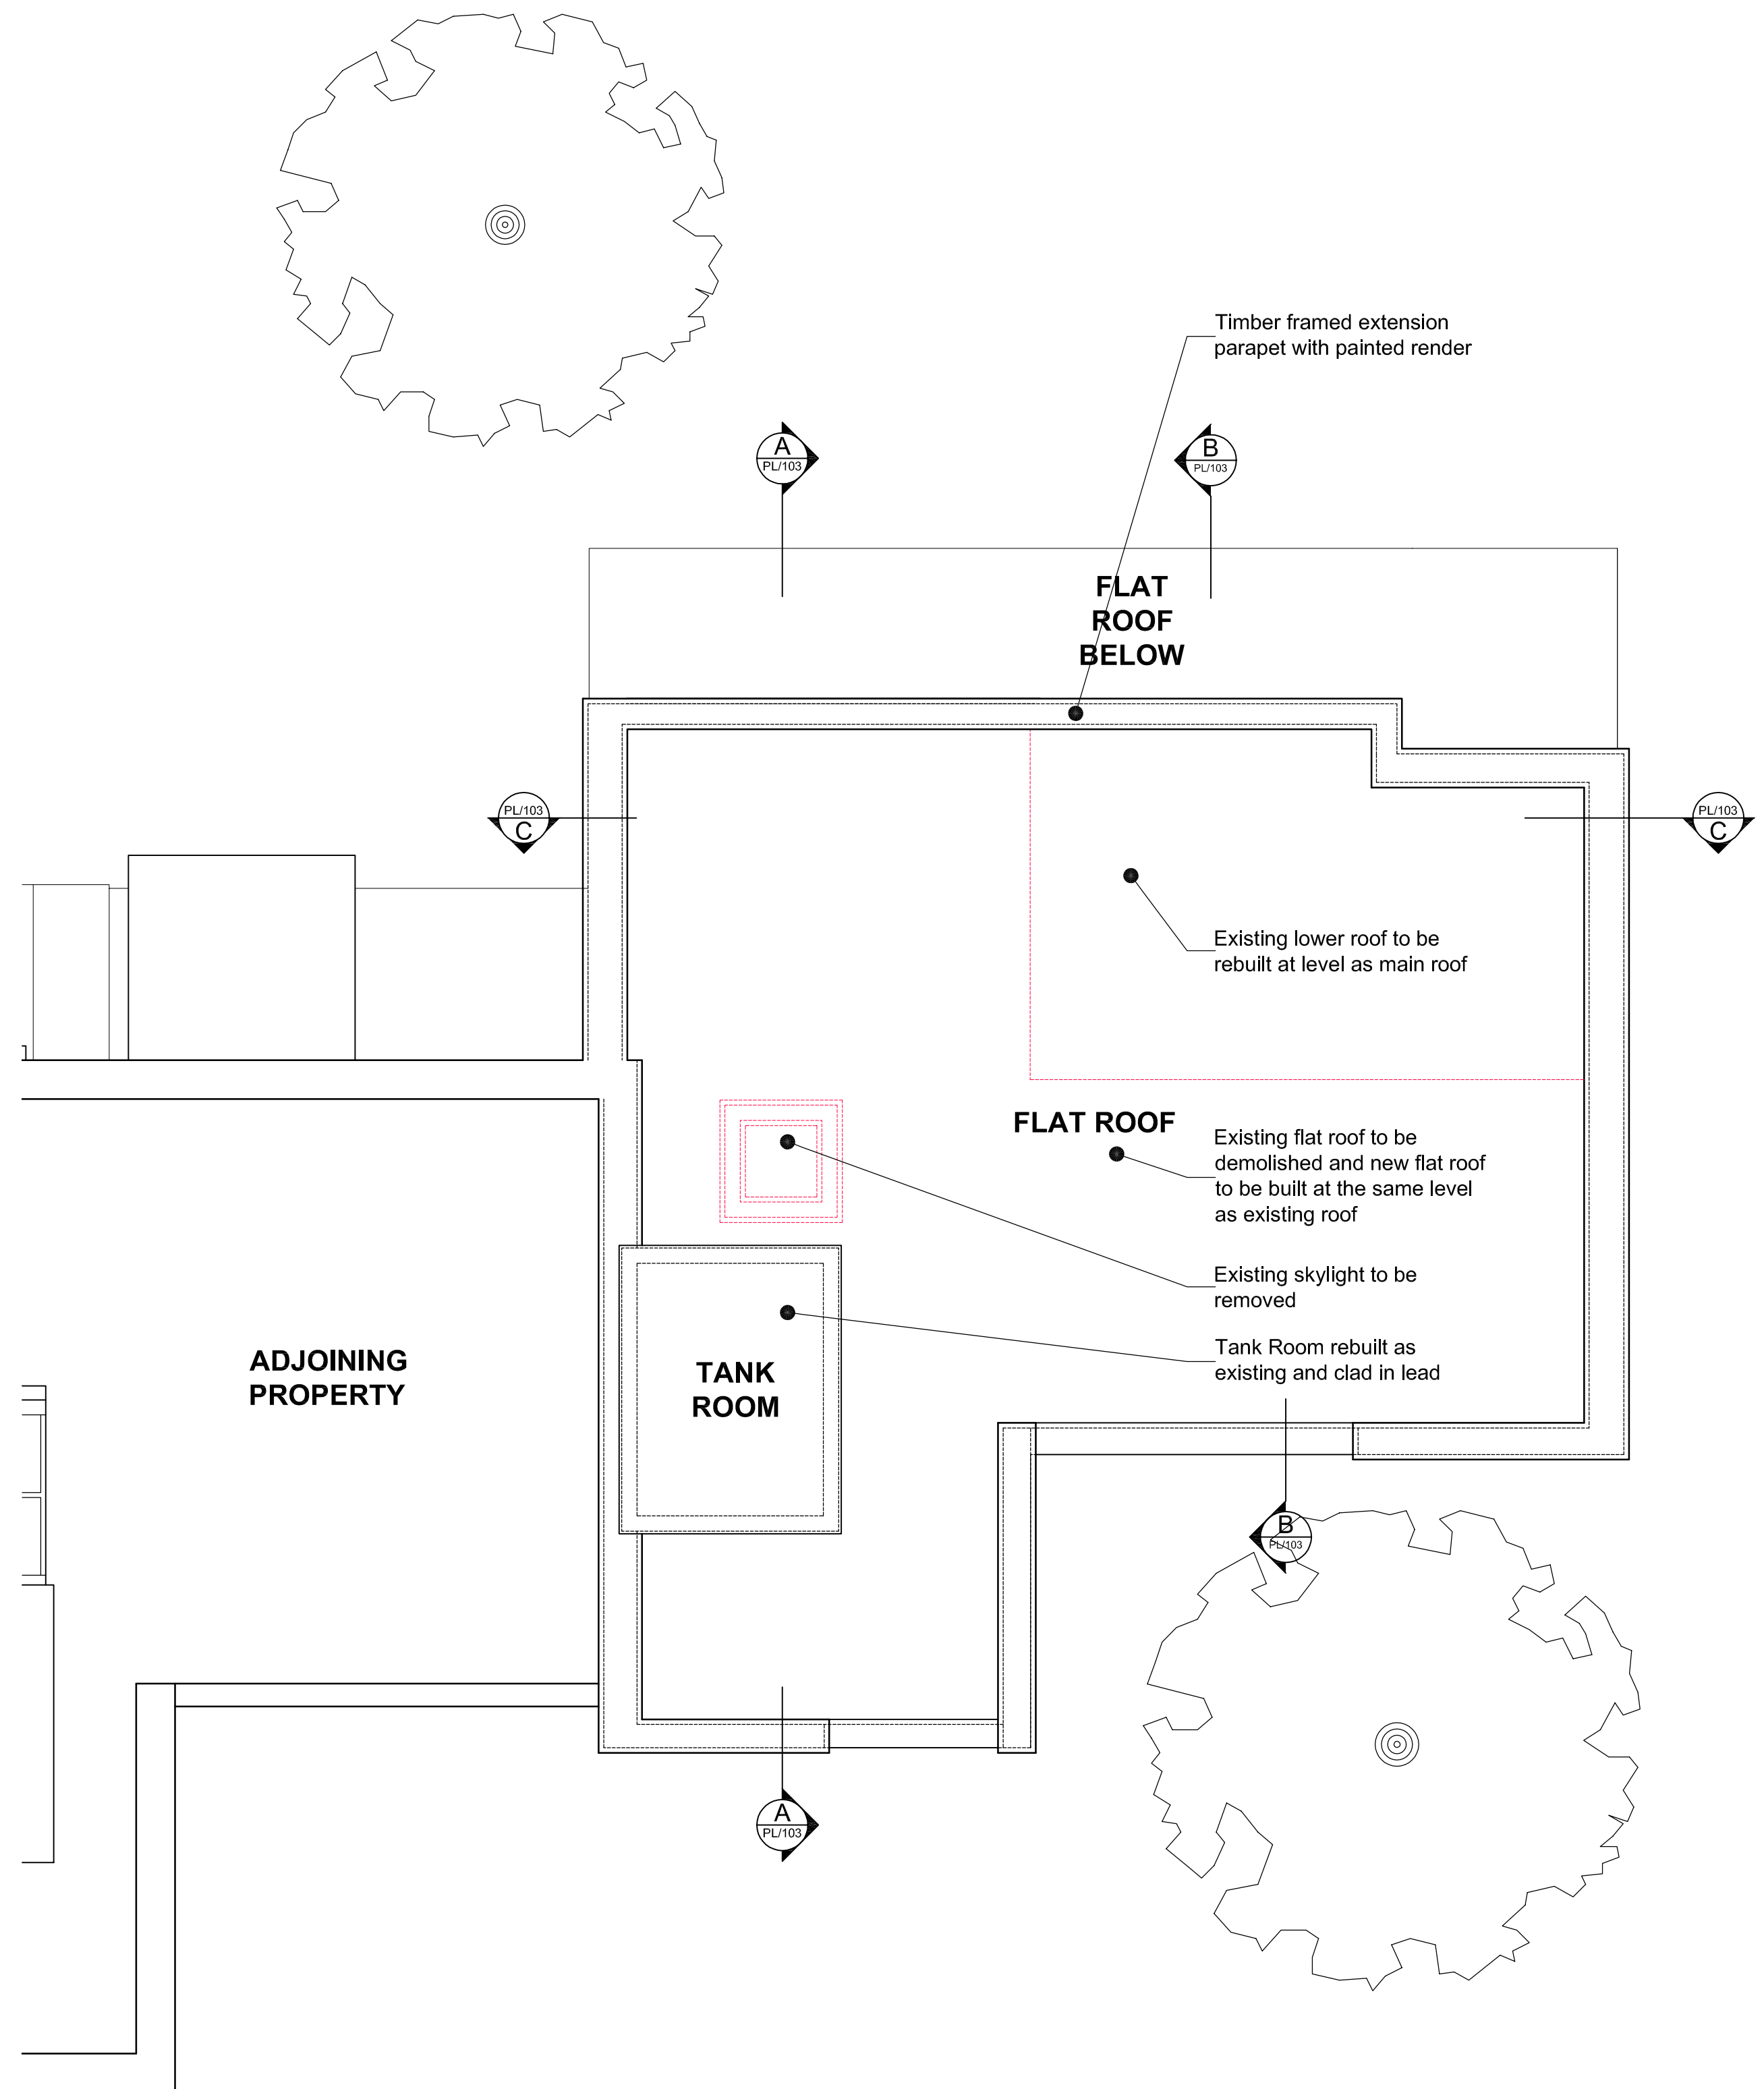 Timber framed extension
parapet with painted render
A
PL/103
B
PL/103
FLAT
ROOF
BELOW
PL/103
C
PL/103
C
Existing lower roof to be
rebuilt at level as main roof
FLAT ROOF
Existing flat roof to be
demolished and new flat roof
to be built at the same level
as existing roof
Existing skylight to be
removed
Tank Room rebuilt as
existing and clad in lead
ADJOINING
PROPERTY
TANK
ROOM
B
PL/103
A
PL/103